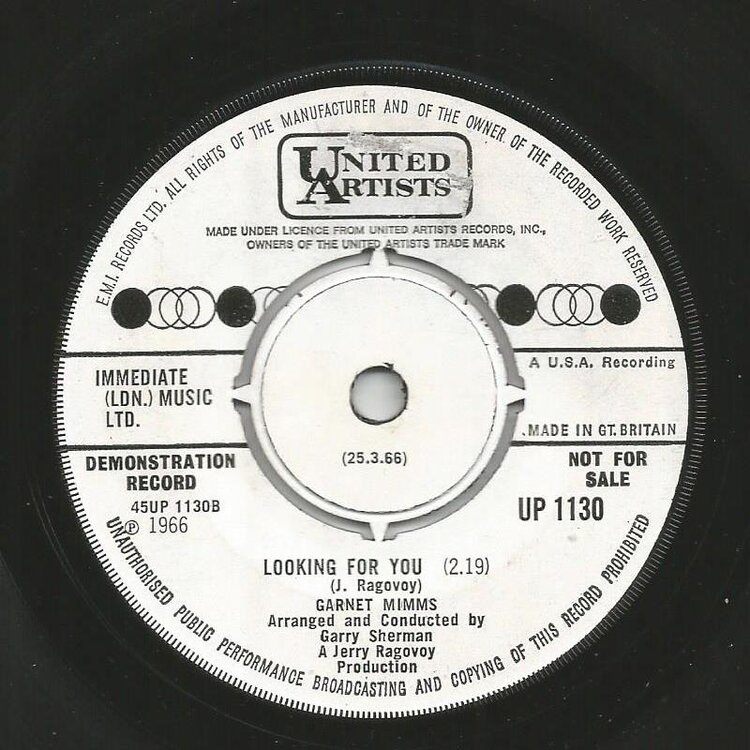 E.M.I. RECORDS LTD. ALL RIGHTS OF THE MANUFACTURER AND OF THE OWNER OF THE RECORDED WORK RESERVED
UNITED
ARTISTS
MADE UNDER LICENCE FROM UNITED ARTISTS RECORDS, INC.,
OWNERS OF THE UNITED ARTISTS TRADE MARK
IMMEDIATE
(LDN.) MUSIC
LTD.
A U.S.A. Recording
MADE IN GT. BRITAIN
(25.3.66)
DEMONSTRATION
RECORD
45UP 1130B
℗ 1966
NOT FOR
SALE
UP 1130
LOOKING FOR YOU (2.19)
(J. Ragovoy)
GARNET MIMMS
Arranged and Conducted by
Garry Sherman
A Jerry Ragovoy
Production
UNAUTHORISED PUBLIC PERFORMANCE BROADCASTING AND COPYING OF THIS RECORD PROHIBITED